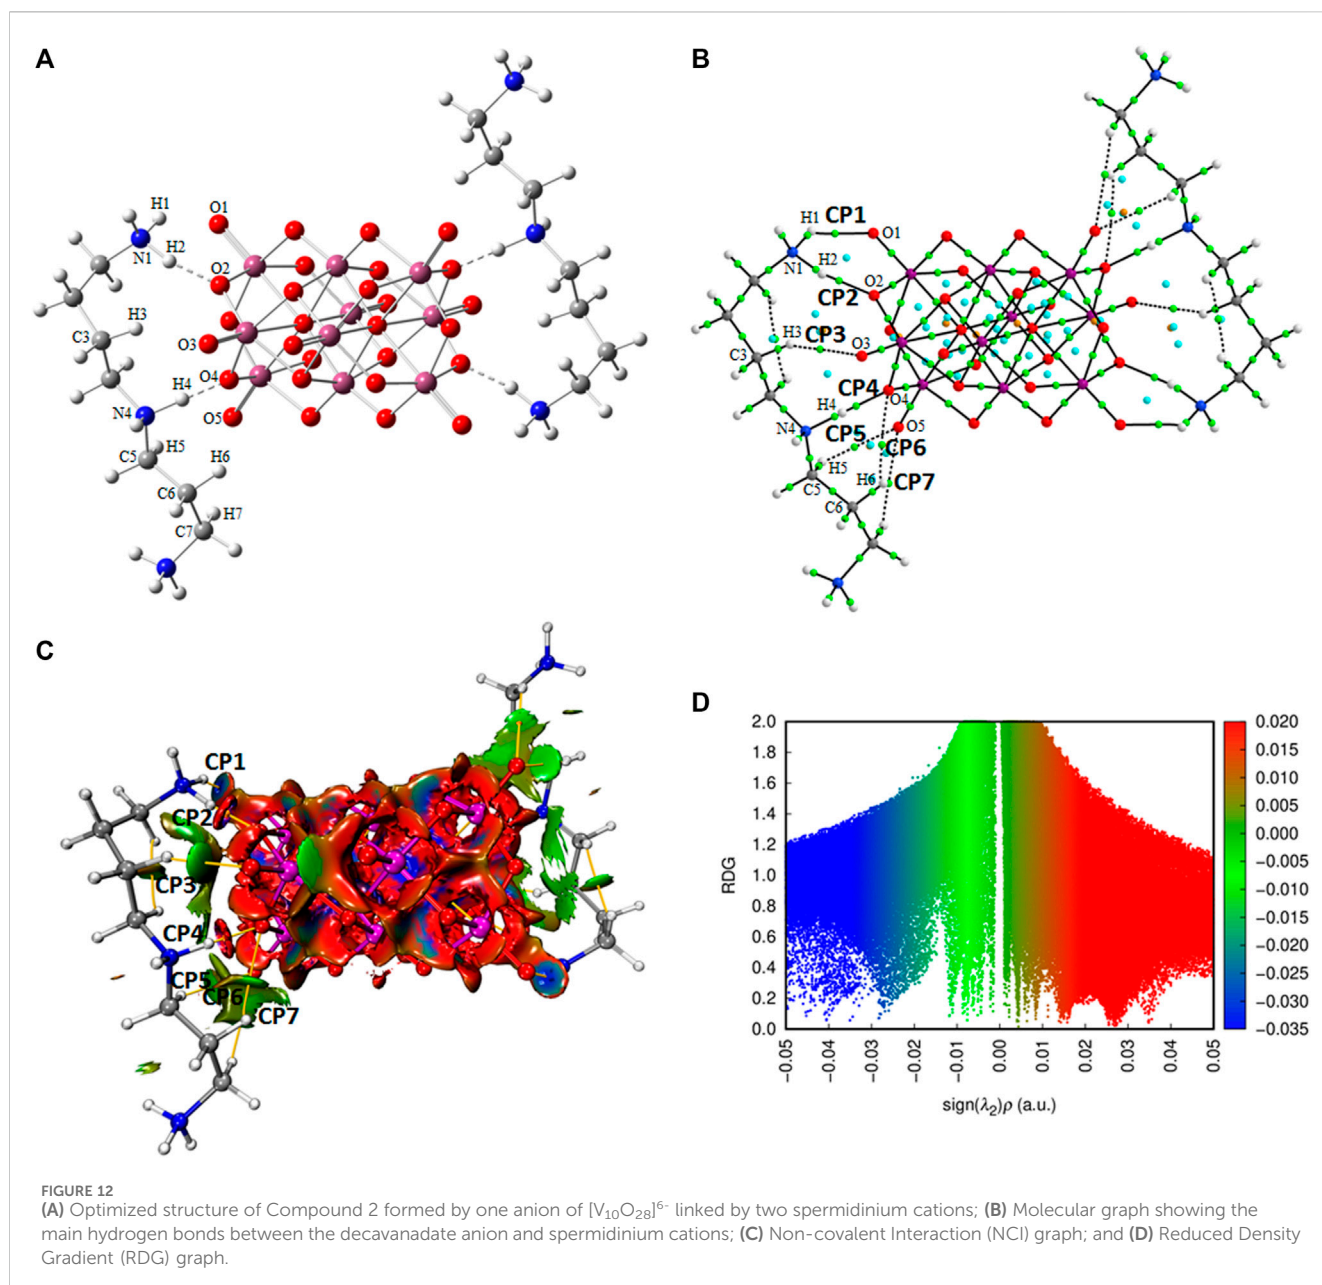 A
H1
O1
H2
N1
O2
H3
O3
C3
O4
H4
N4
O5
H5
H6
C5
C6
H7
C7
B
H1
CP1
O1
N1
H2
O2
CP2
H3
CP3
O3
C3
CP4
O4
H4
N4
CP5
O5
CP6
H5
H6
CP7
C5
C6
C
CP1
CP2
CP3
CP4
CP5
CP6
CP7
D
RDG
2.0
1.8
1.6
1.4
1.2
1.0
0.8
0.6
0.4
0.2
0.0
-0.05
-0.04
-0.03
-0.02
-0.01
0.00
0.01
0.02
0.03
0.04
0.05
sign(λ₂)ρ (a.u.)
0.020
0.015
0.010
0.005
0.000
−0.005
−0.010
−0.015
−0.020
−0.025
−0.030
−0.035
FIGURE 12
(A) Optimized structure of Compound 2 formed by one anion of [V₁₀O₂₈]⁶⁻ linked by two spermidinium cations; (B) Molecular graph showing the
main hydrogen bonds between the decavanadate anion and spermidinium cations; (C) Non-covalent Interaction (NCI) graph; and (D) Reduced Density
Gradient (RDG) graph.